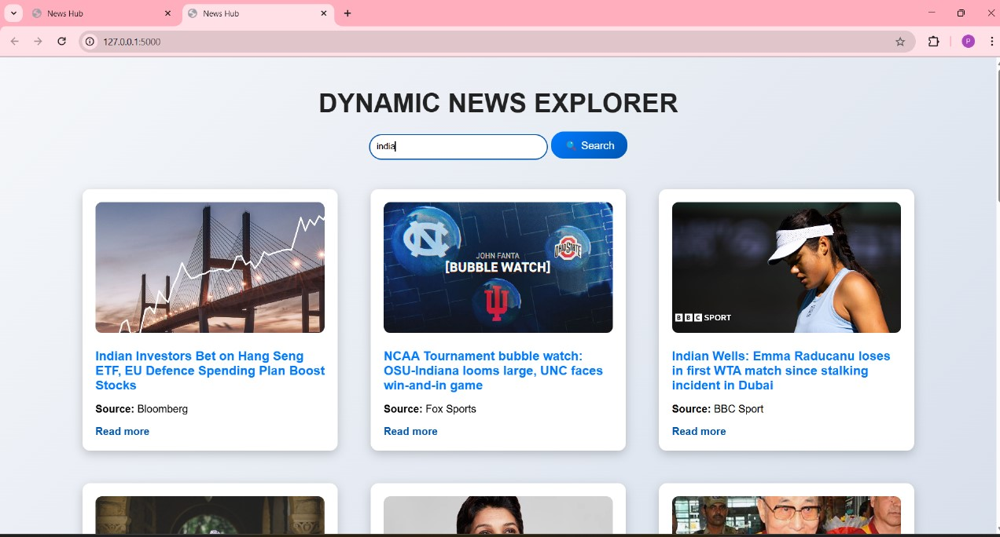 News Hub
News Hub
127.0.0.1:5000
P
DYNAMIC NEWS EXPLORER
india
Search
JOHN FANTA
[BUBBLE WATCH]
OHIO STATE
BBC SPORT
Indian Investors Bet on Hang Seng
ETF, EU Defence Spending Plan Boost
Stocks
Source: Bloomberg
Read more
NCAA Tournament bubble watch:
OSU-Indiana looms large, UNC faces
win-and-in game
Source: Fox Sports
Read more
Indian Wells: Emma Raducanu loses
in first WTA match since stalking
incident in Dubai
Source: BBC Sport
Read more